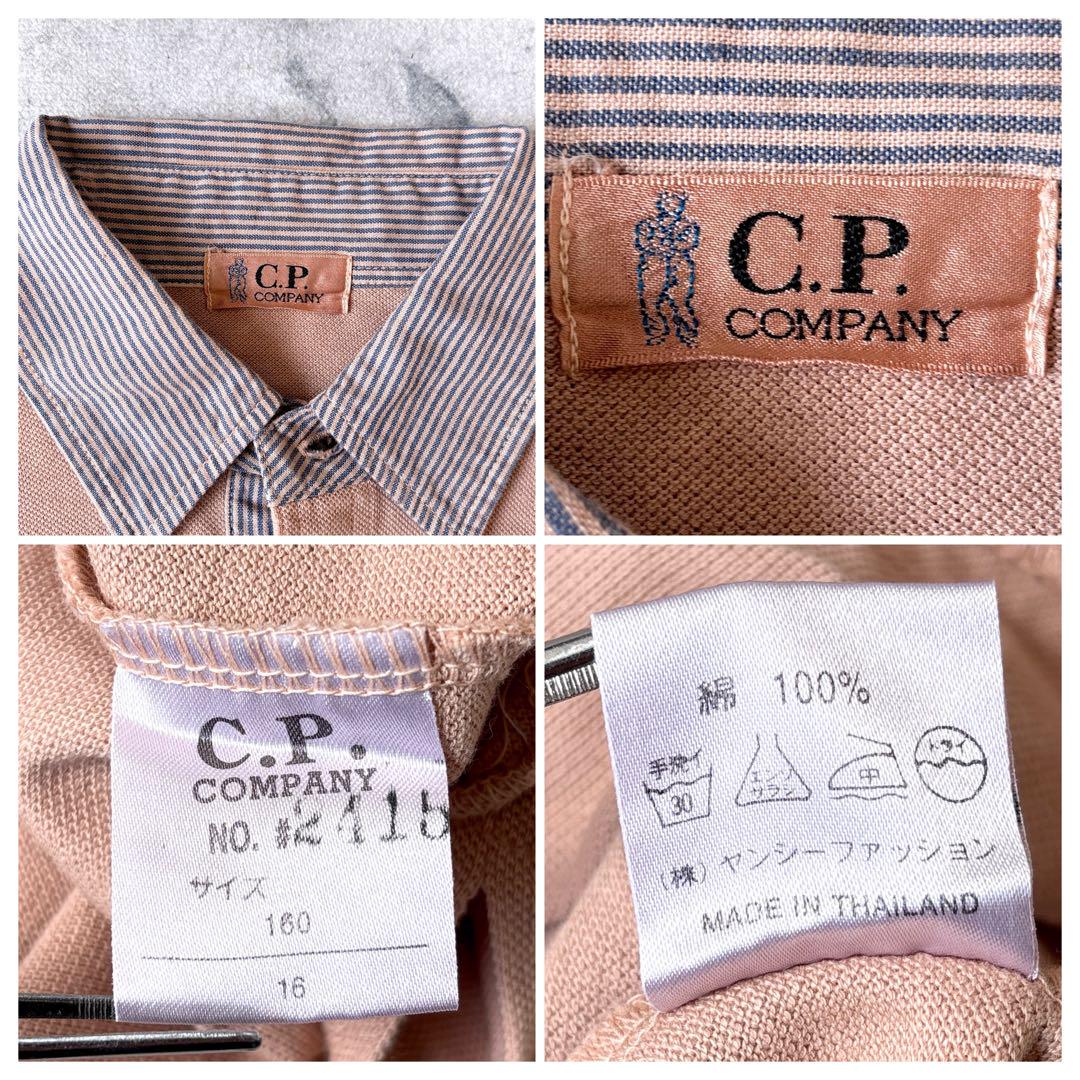 C.P.
COMPANY
C.P.
COMPANY
C.P.
COMPANY
NO. #2415
サイズ
160
16
綿 100%
手洗イ
30
エンソ
サラシ
中
ドライ
(株) ヤンシーファッション
MADE IN THAILAND